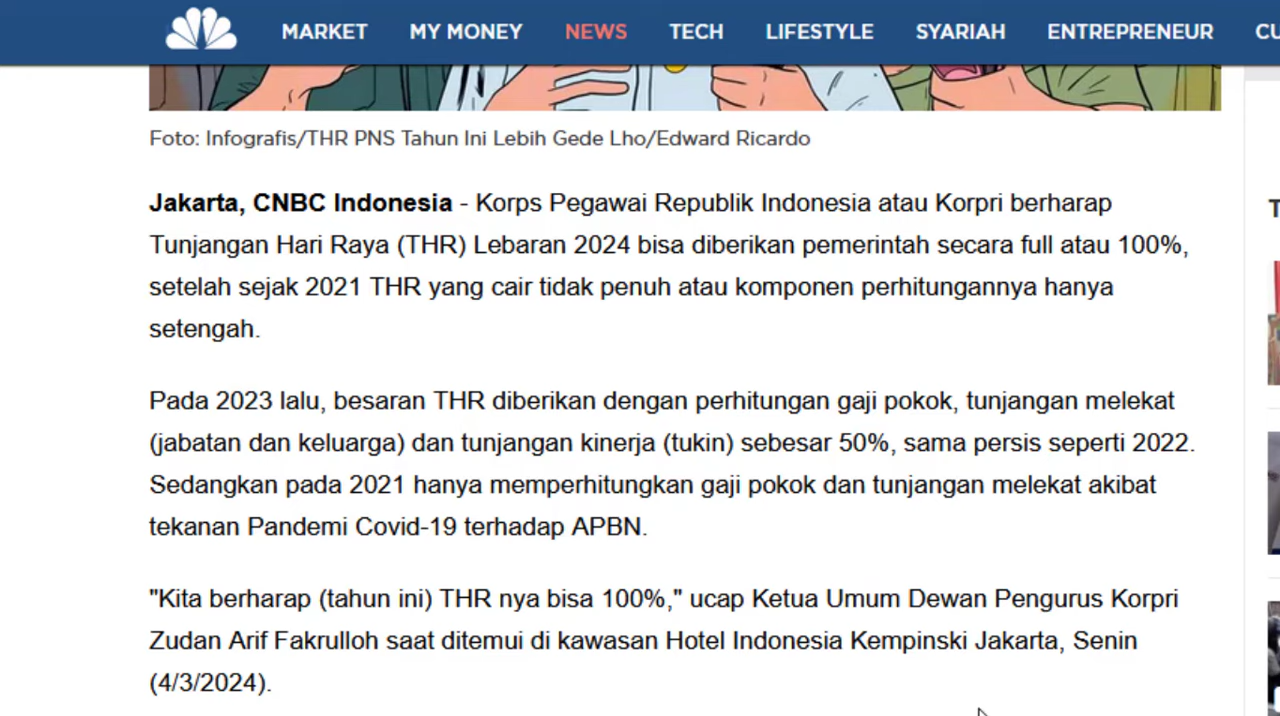 MARKET MY MONEY NEWS TECH LIFESTYLE SYARIAH ENTREPRENEUR CU
Foto: Infografis/THR PNS Tahun Ini Lebih Gede Lho/Edward Ricardo
Jakarta, CNBC Indonesia - Korps Pegawai Republik Indonesia atau Korpri berharap
Tunjangan Hari Raya (THR) Lebaran 2024 bisa diberikan pemerintah secara full atau 100%,
setelah sejak 2021 THR yang cair tidak penuh atau komponen perhitungannya hanya
setengah.
Pada 2023 lalu, besaran THR diberikan dengan perhitungan gaji pokok, tunjangan melekat
(jabatan dan keluarga) dan tunjangan kinerja (tukin) sebesar 50%, sama persis seperti 2022.
Sedangkan pada 2021 hanya memperhitungkan gaji pokok dan tunjangan melekat akibat
tekanan Pandemi Covid-19 terhadap APBN.
"Kita berharap (tahun ini) THR nya bisa 100%," ucap Ketua Umum Dewan Pengurus Korpri
Zudan Arif Fakrulloh saat ditemui di kawasan Hotel Indonesia Kempinski Jakarta, Senin
(4/3/2024).